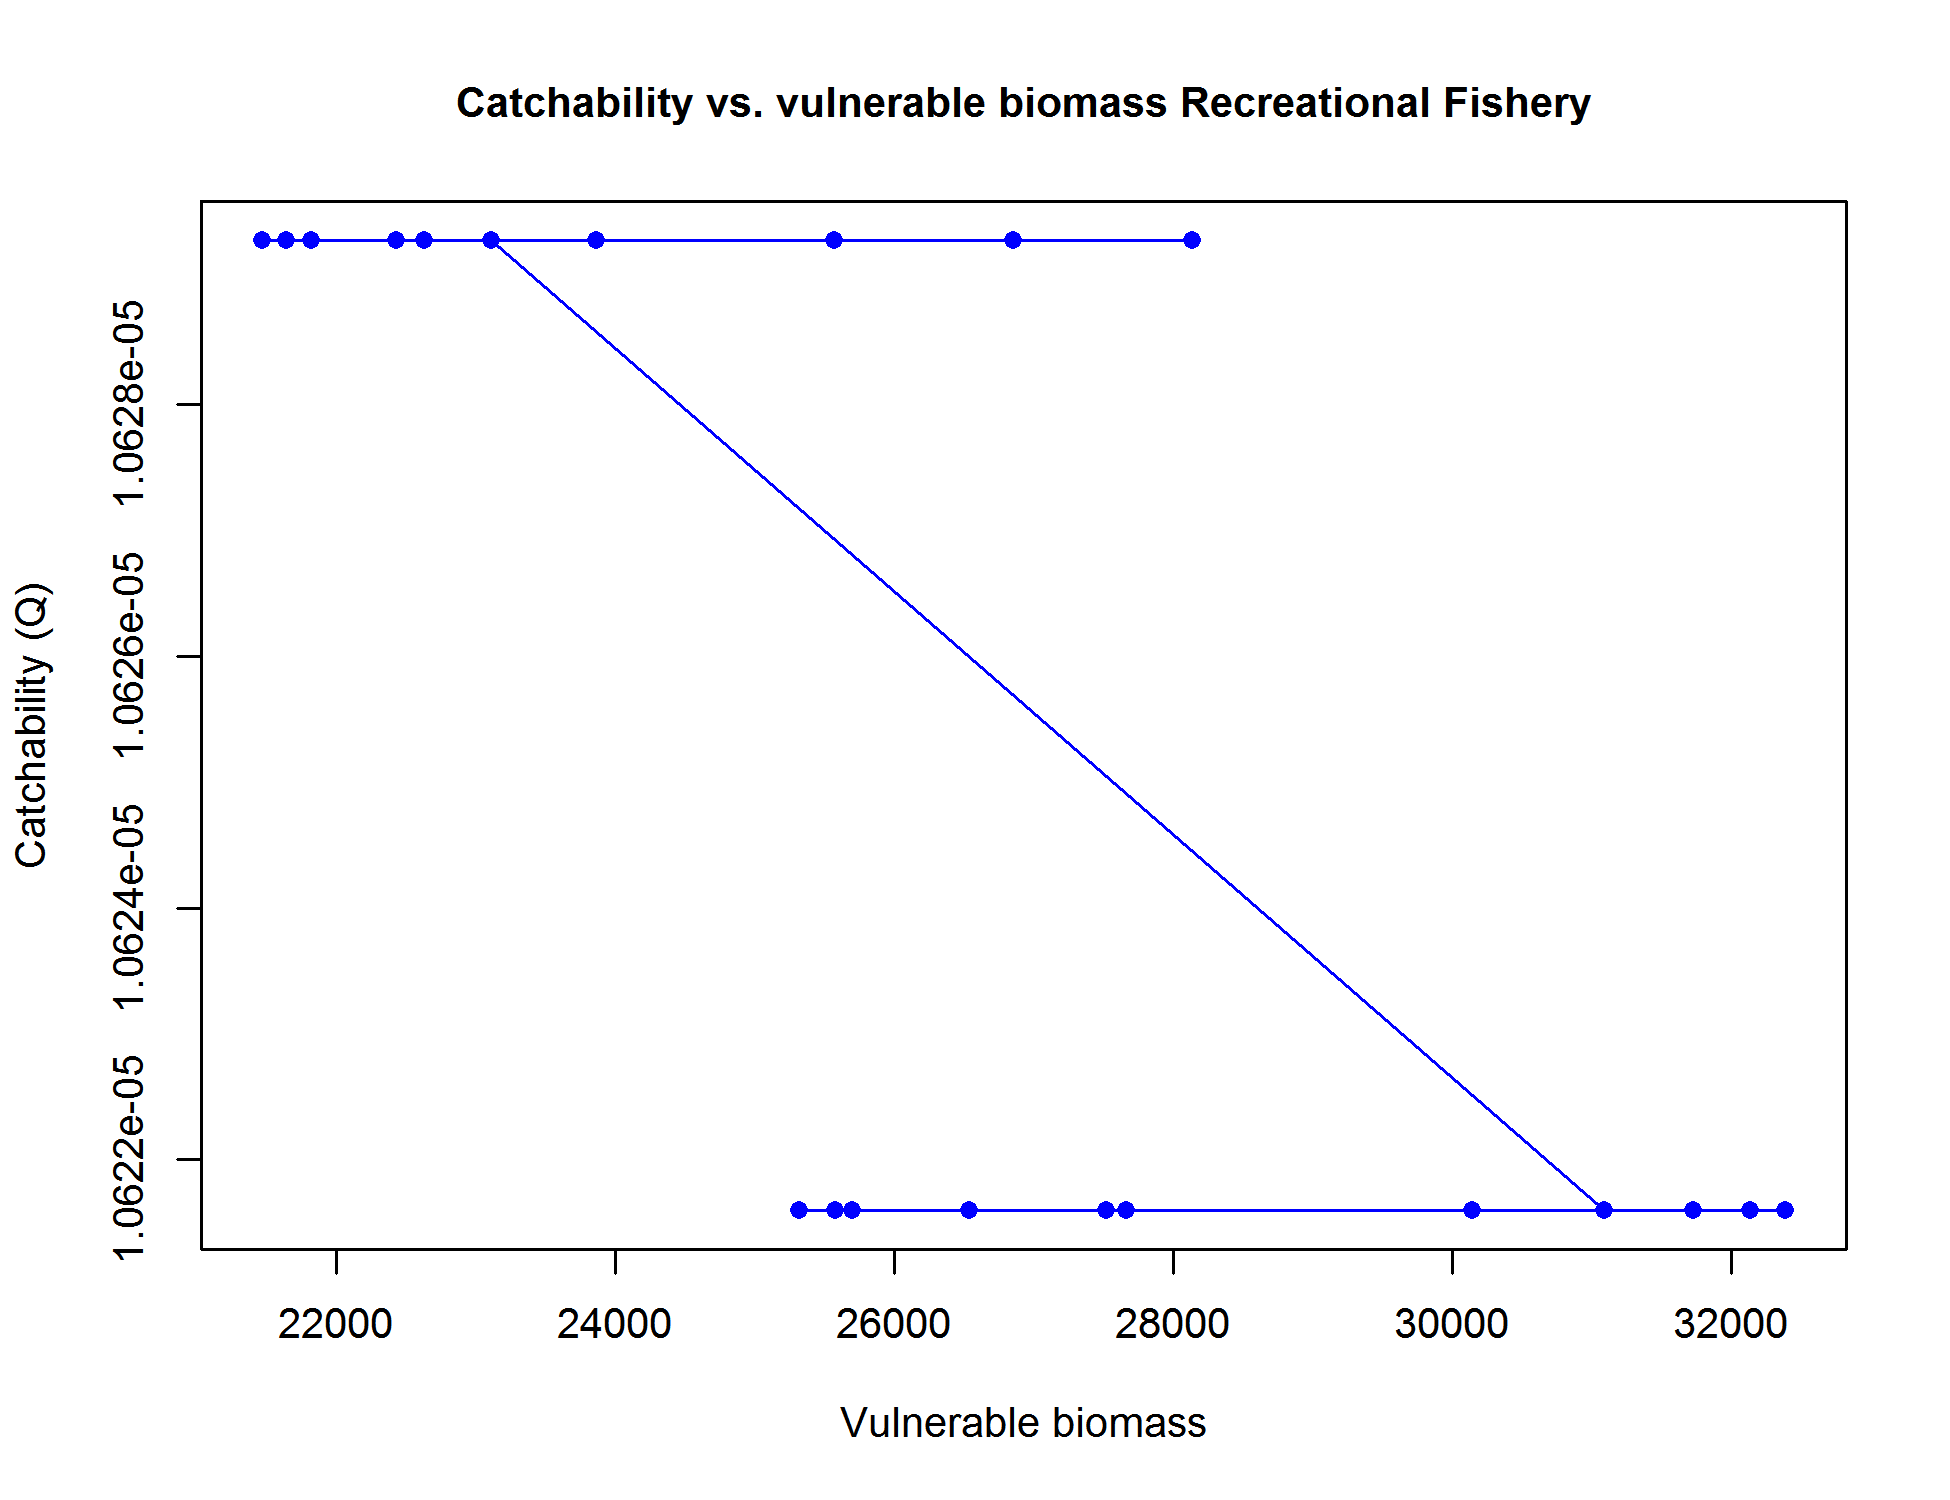 Catchability vs. vulnerable biomass Recreational Fishery
Catchability (Q)
1.0628e-05
1.0626e-05
1.0624e-05
1.0622e-05
22000 24000 26000 28000 30000 32000
Vulnerable biomass